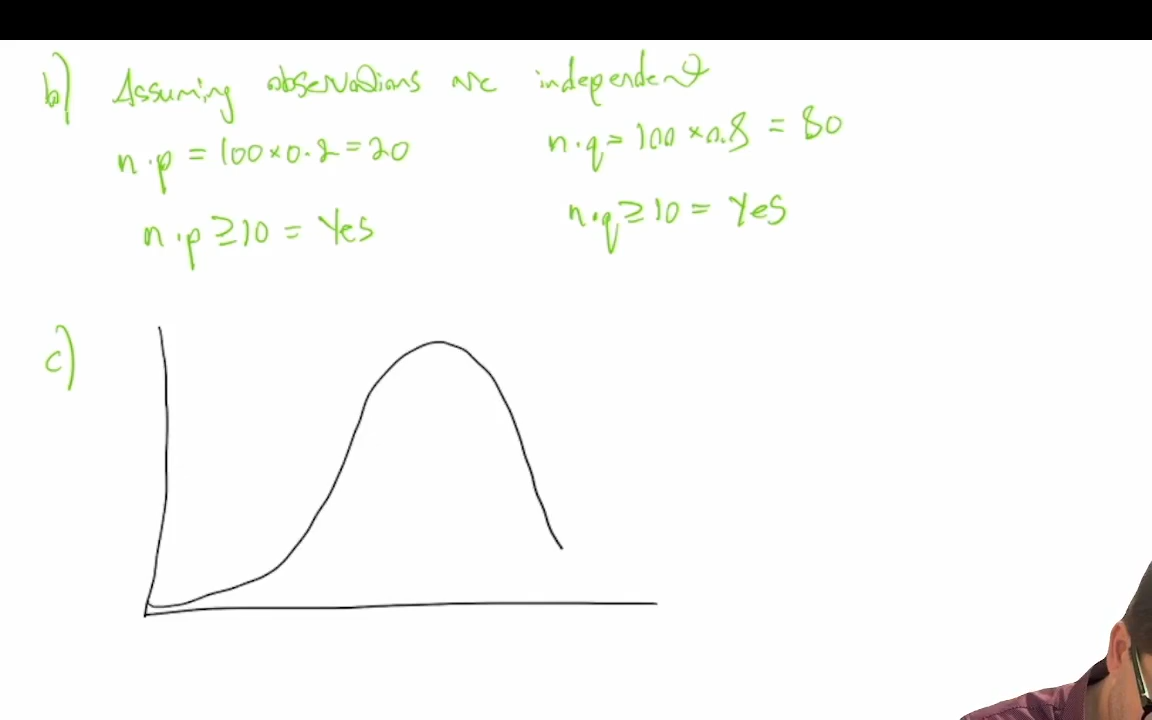 b) Assuming observations are independent
n·p = 100 × 0.2 = 20
n·q = 100 × 0.8 = 80
n·p ≥ 10 = Yes
n·q ≥ 10 = Yes
c)